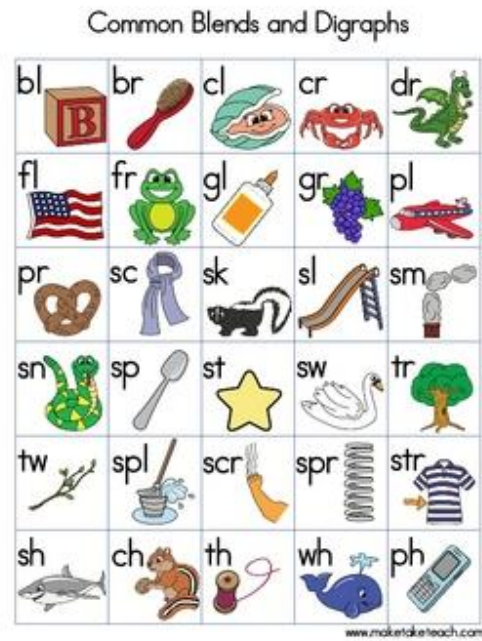 Common Blends and Digraphs
bl br cl cr dr
B
fl fr gl gr pl
pr sc sk sl sm
sn sp st sw tr
tw spl scr spr str
sh ch th wh ph
www.maketaketeach.com